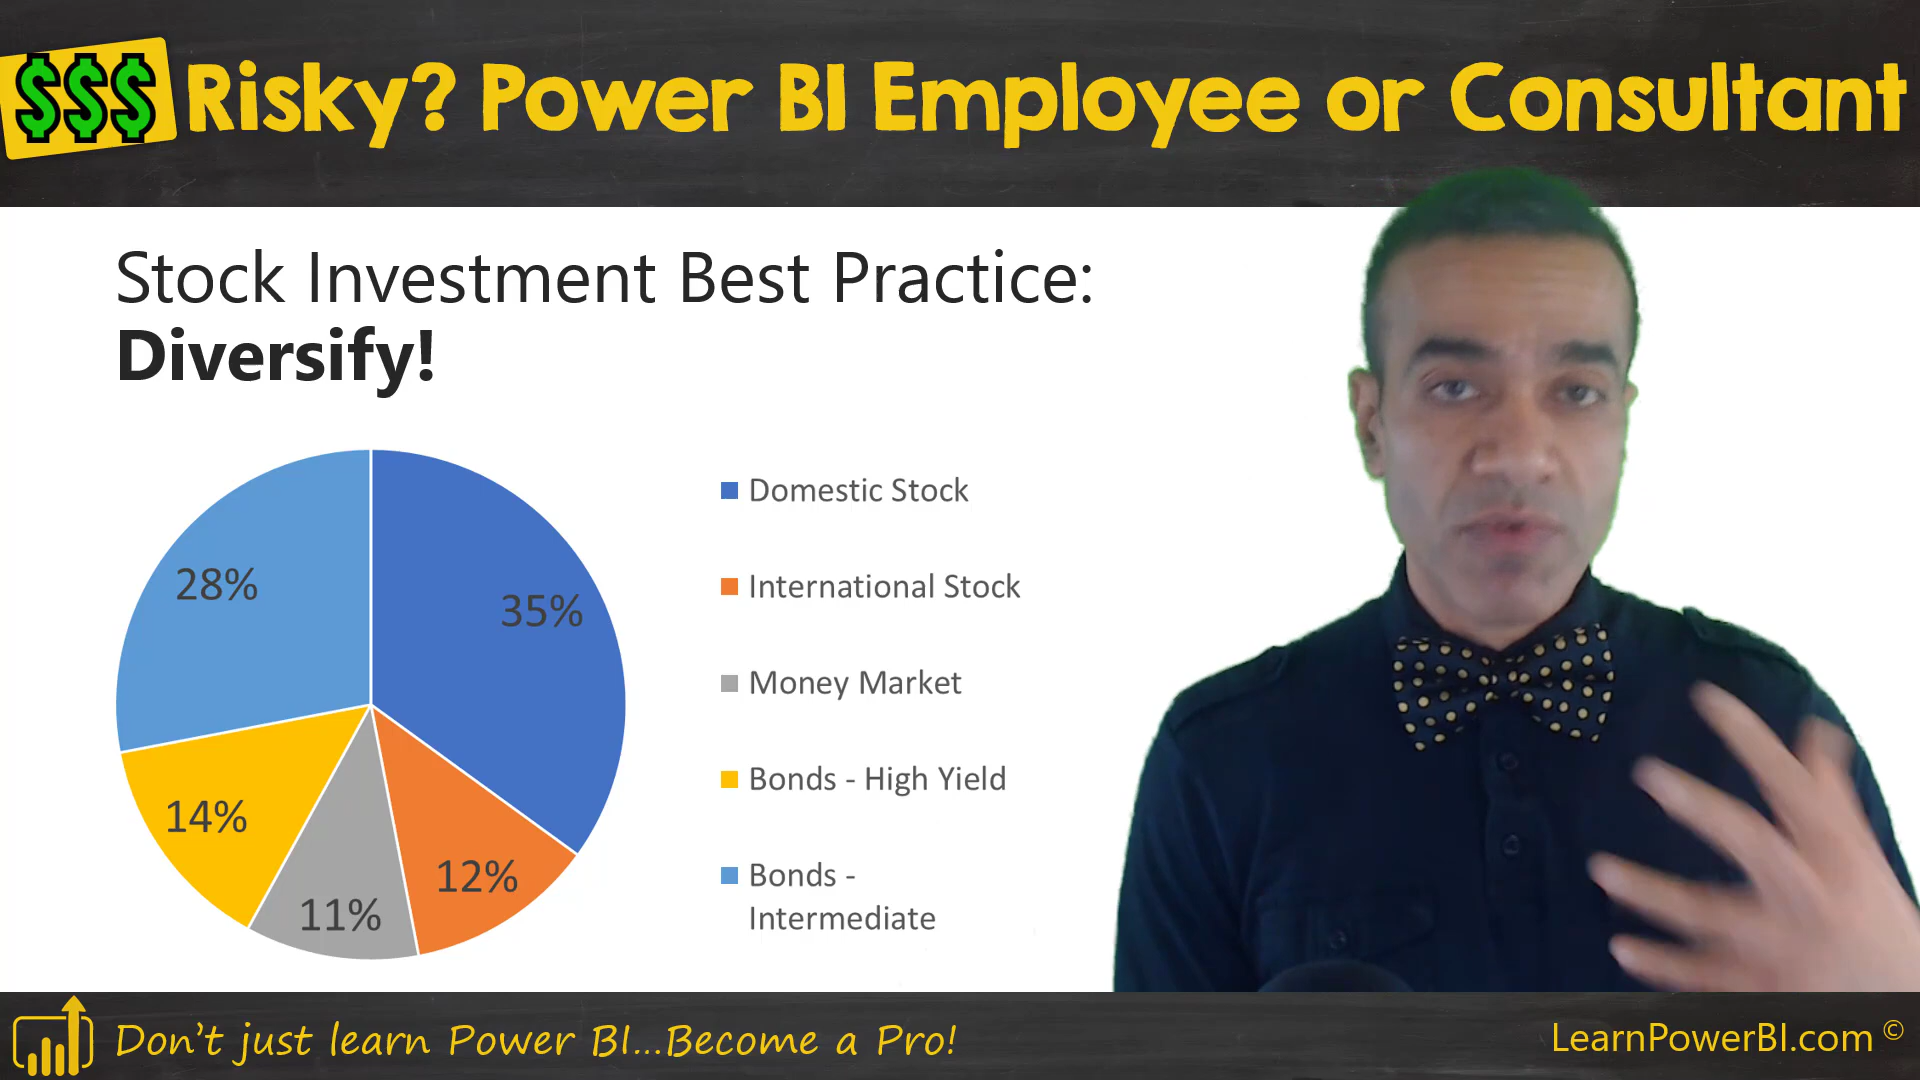 $$$ Risky? Power BI Employee or Consultant
Stock Investment Best Practice:
Diversify!
28%
35%
14%
11%
12%
Domestic Stock
International Stock
Money Market
Bonds - High Yield
Bonds -
Intermediate
Don't just learn Power BI...Become a Pro!
LearnPowerBI.com ©